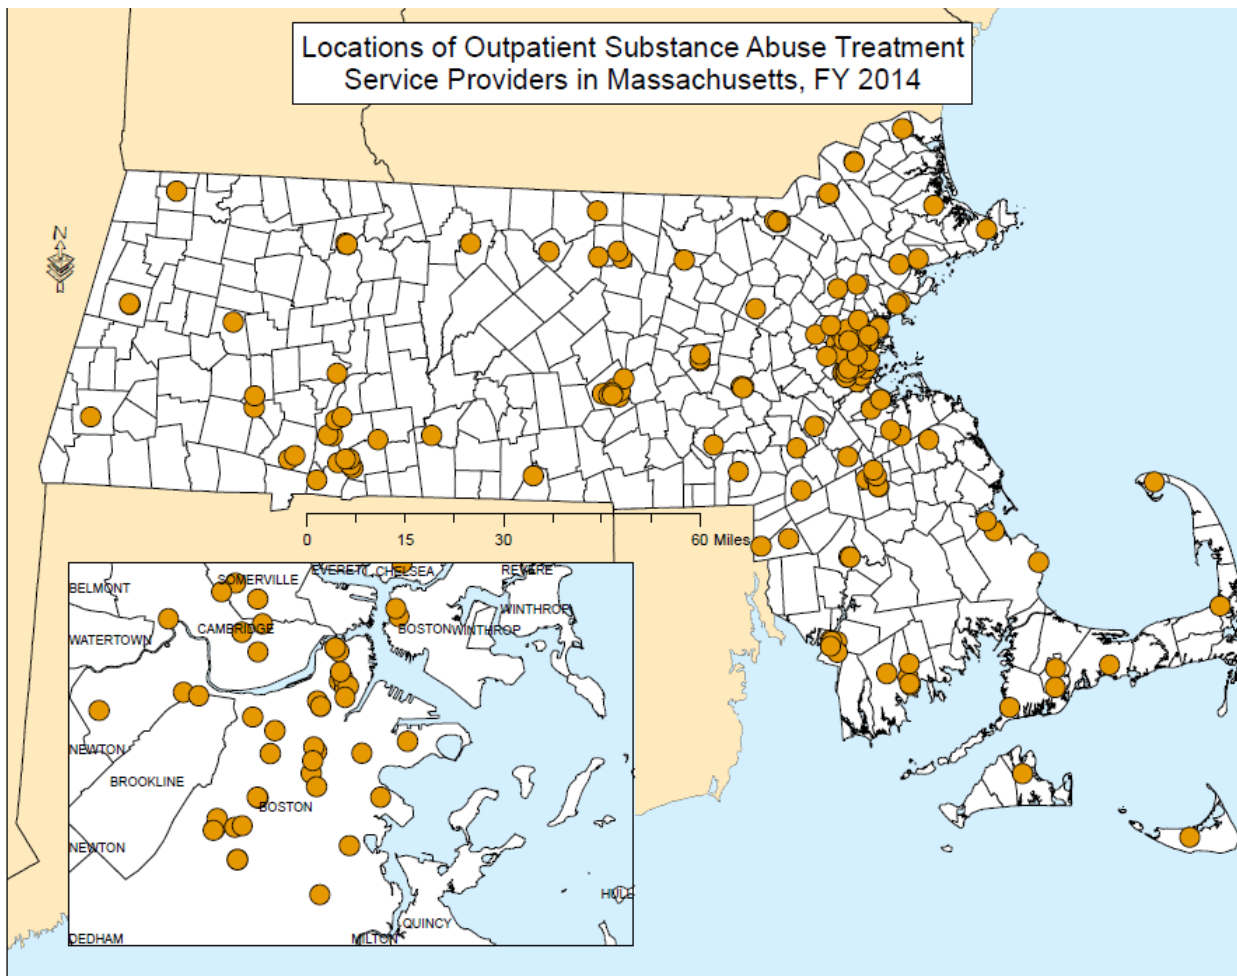 Locations of Outpatient Substance Abuse Treatment
Service Providers in Massachusetts, FY 2014
N
0 15 30 60 Miles
EVERETT CHELSEA REVERE
SOMERVILLE
BELMONT
WINTHROP
CAMBRIDGE BOSTON WINTHROP
WATERTOWN
NEWTON
BROOKLINE
BOSTON
NEWTON
HULL
QUINCY
DEDHAM MILTON